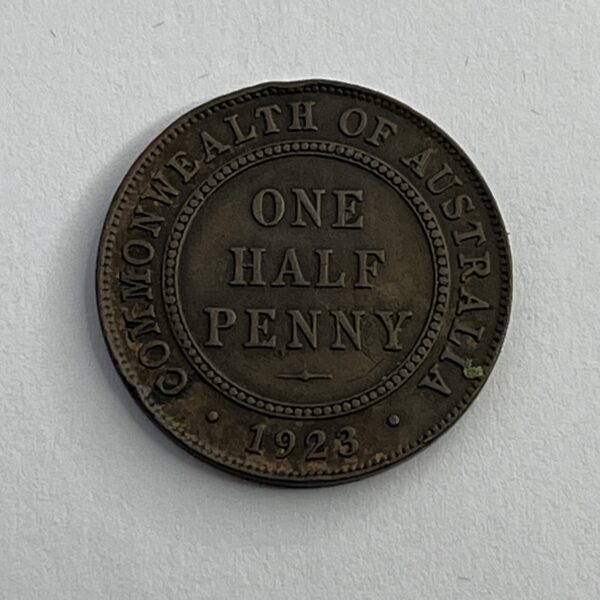 COMMONWEALTH OF AUSTRALIA
ONE
HALF
PENNY
1923